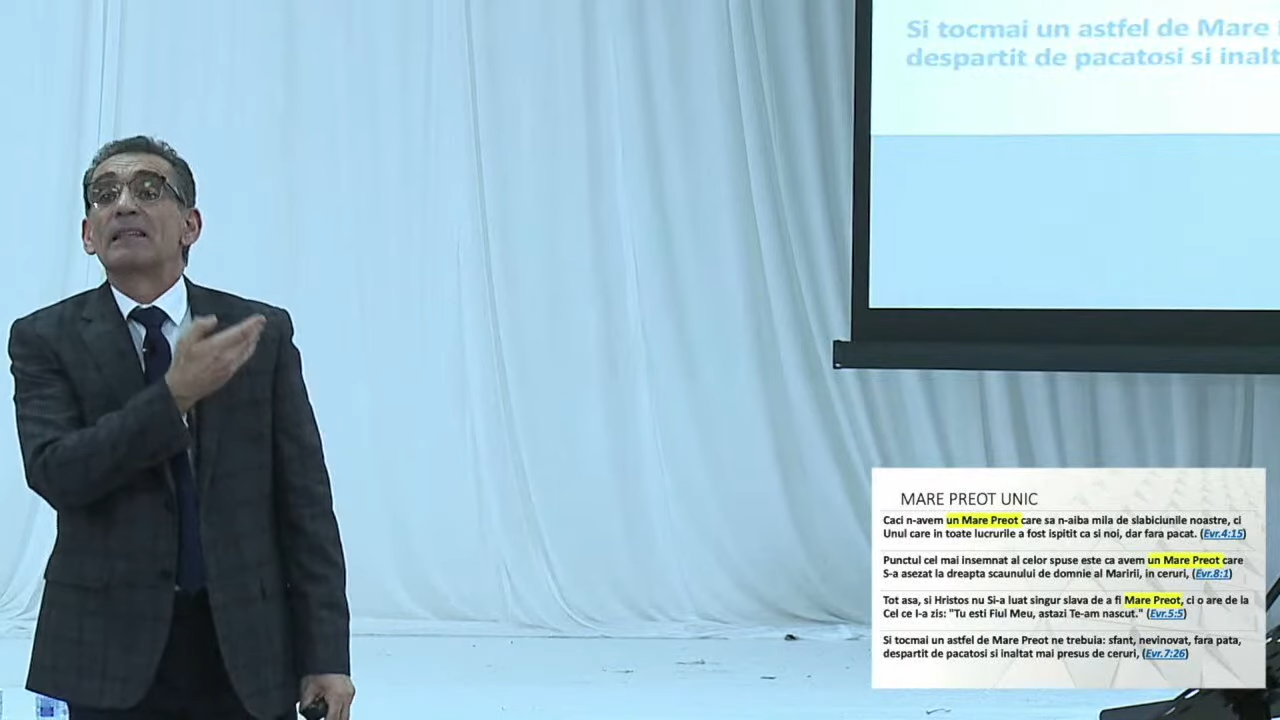 Si tocmai un astfel de Mare
despartit de pacatosi si inalt
MARE PREOT UNIC
Caci n-avem un Mare Preot care sa n-aiba mila de slabiciunile noastre, ci
Unul care in toate lucrurile a fost ispitit ca si noi, dar fara pacat. (Evr.4:15)
Punctul cel mai insemnat al celor spuse este ca avem un Mare Preot care
S-a asezat la dreapta scaunului de domnie al Maririi, in ceruri, (Evr.8:1)
Tot asa, si Hristos nu Si-a luat singur slava de a fi Mare Preot, ci o are de la
Cel ce I-a zis: "Tu esti Fiul Meu, astazi Te-am nascut." (Evr.5:5)
Si tocmai un astfel de Mare Preot ne trebuia: sfant, nevinovat, fara pata,
despartit de pacatosi si inaltat mai presus de ceruri, (Evr.7:26)